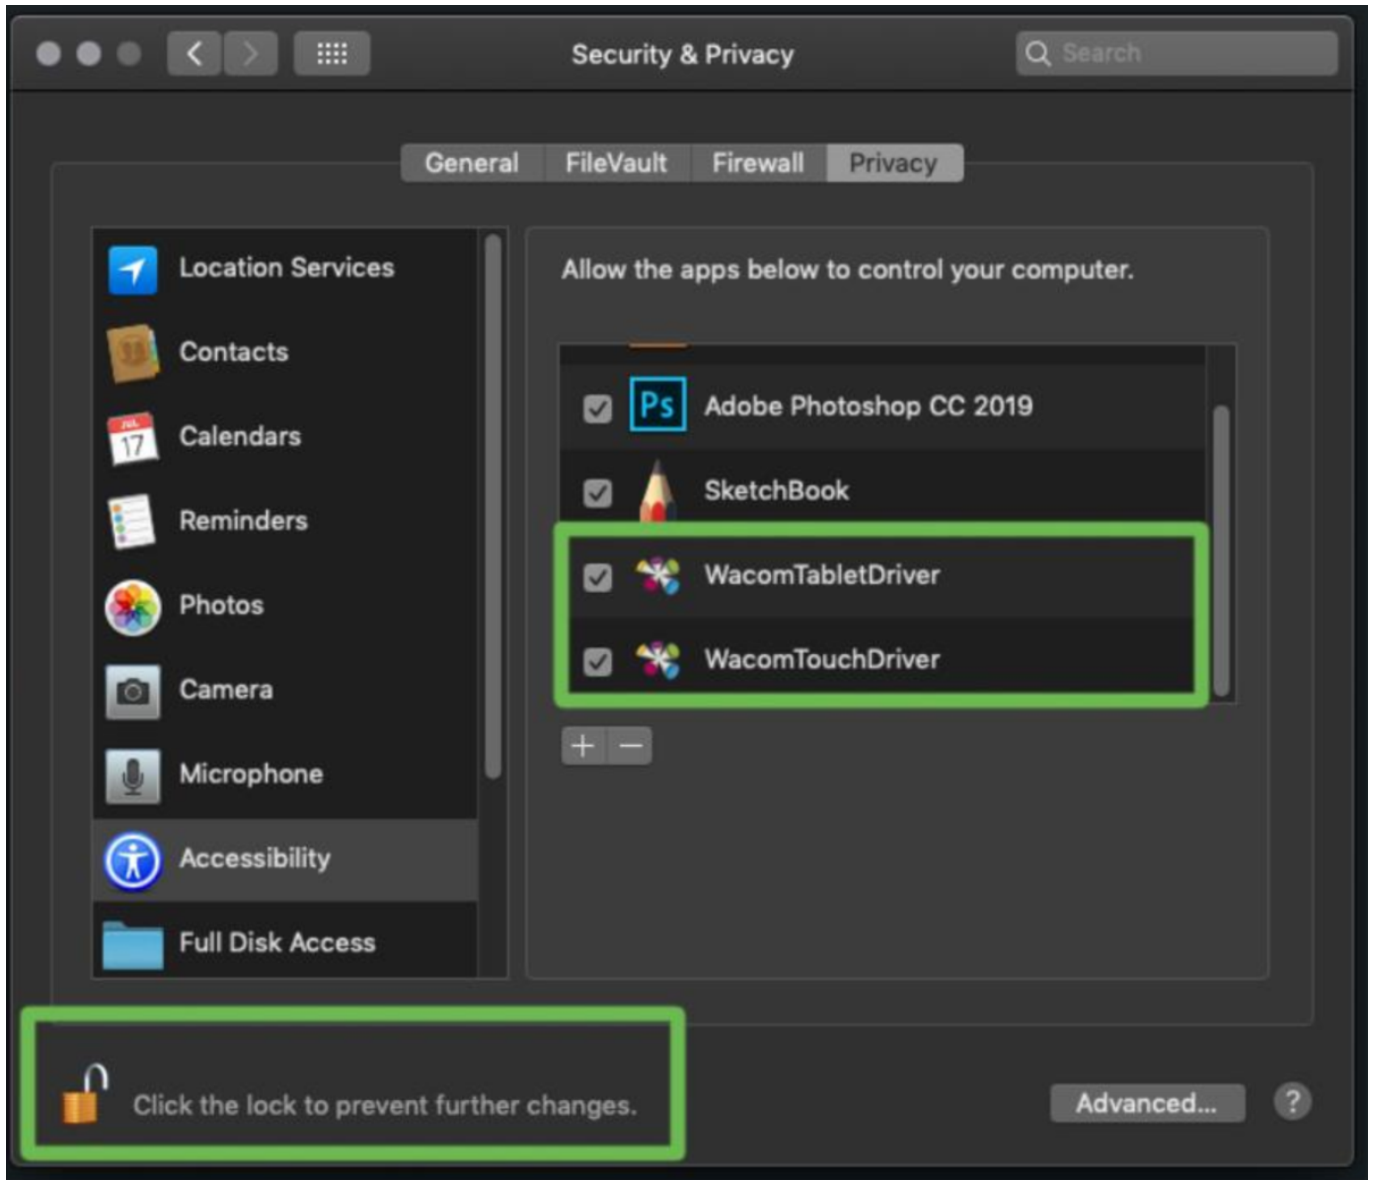 Security & Privacy
Search
General
FileVault
Firewall
Privacy
Location Services
Contacts
JUL
17
Calendars
Reminders
Photos
Camera
Microphone
Accessibility
Full Disk Access
Allow the apps below to control your computer.
Ps
Adobe Photoshop CC 2019
SketchBook
WacomTabletDriver
WacomTouchDriver
+
−
Click the lock to prevent further changes.
Advanced...
?